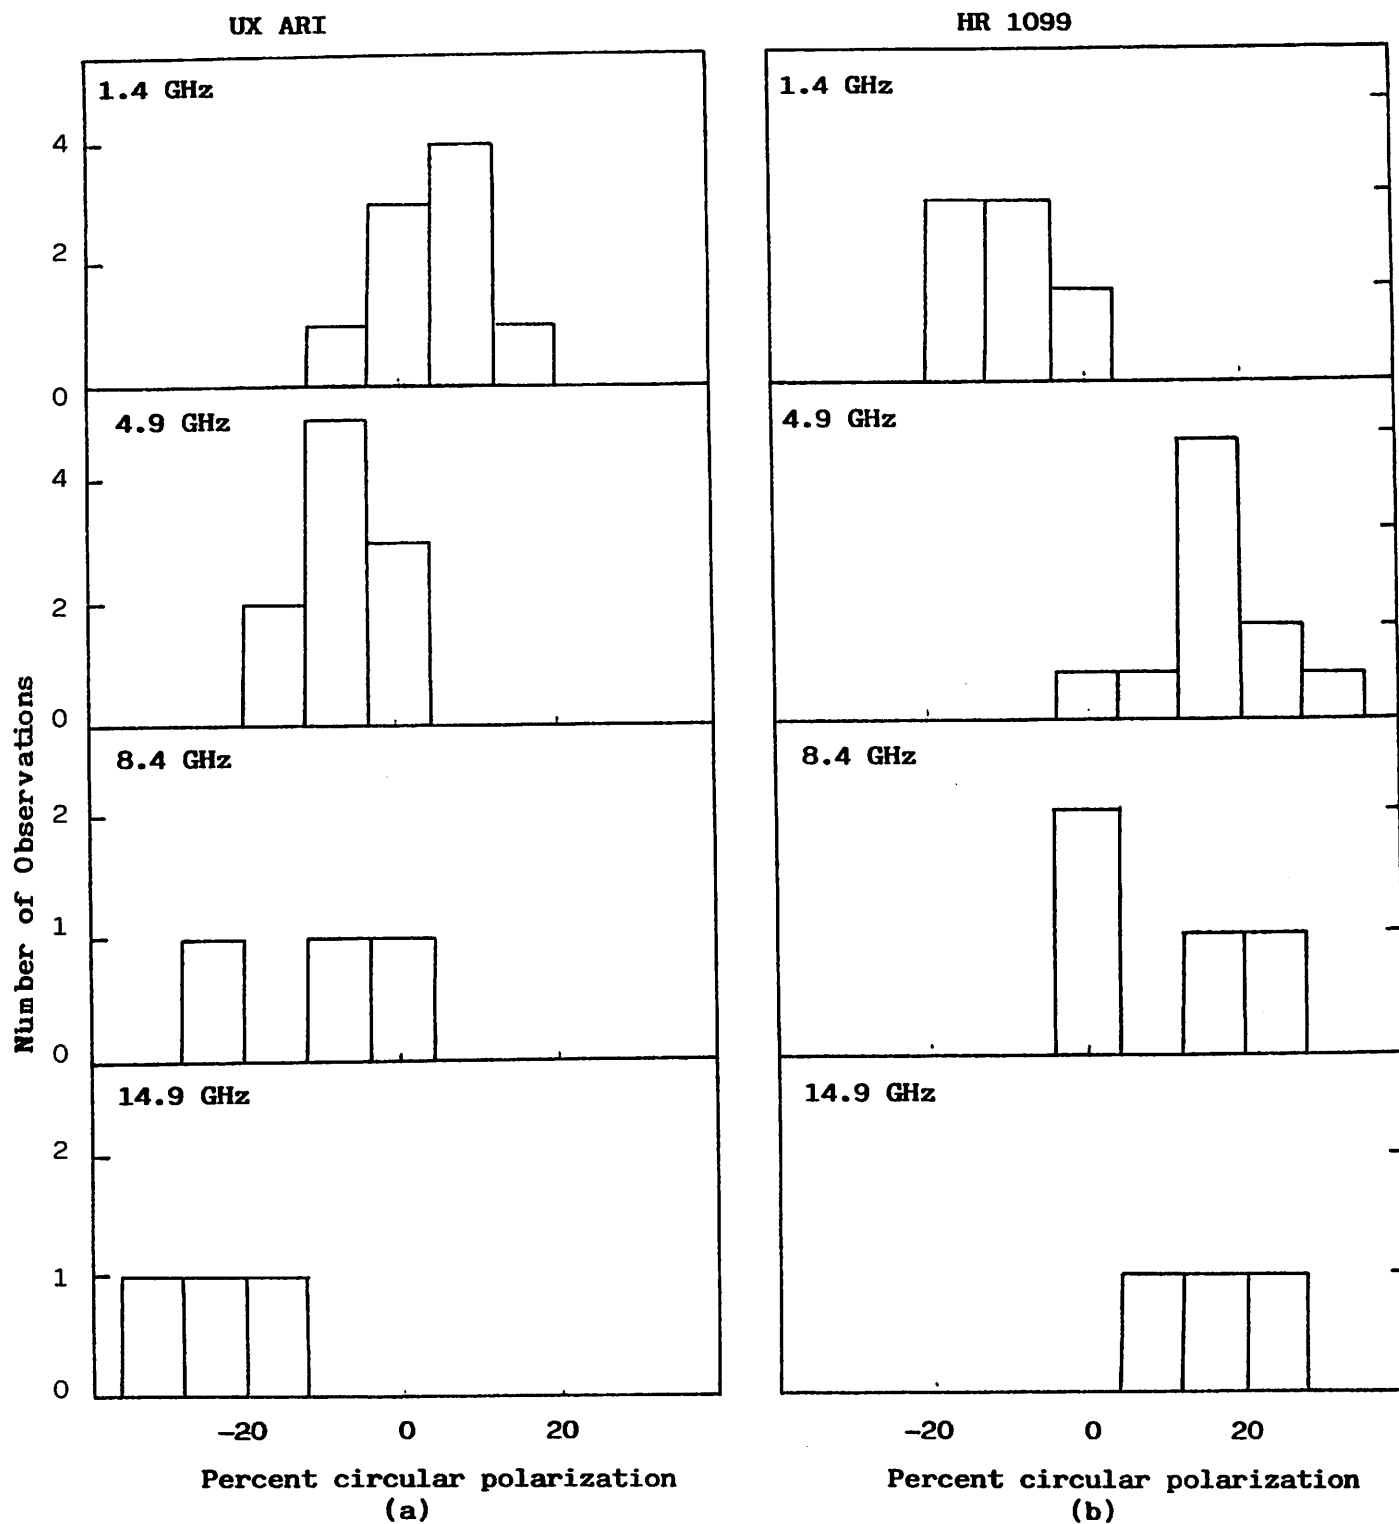 UX ARI
HR 1099
1.4 GHz
1.4 GHz
4
2
0
4.9 GHz
4.9 GHz
4
2
0
8.4 GHz
8.4 GHz
2
1
0
14.9 GHz
14.9 GHz
2
1
0
Number of Observations
-20 0 20
-20 0 20
Percent circular polarization
(a)
Percent circular polarization
(b)